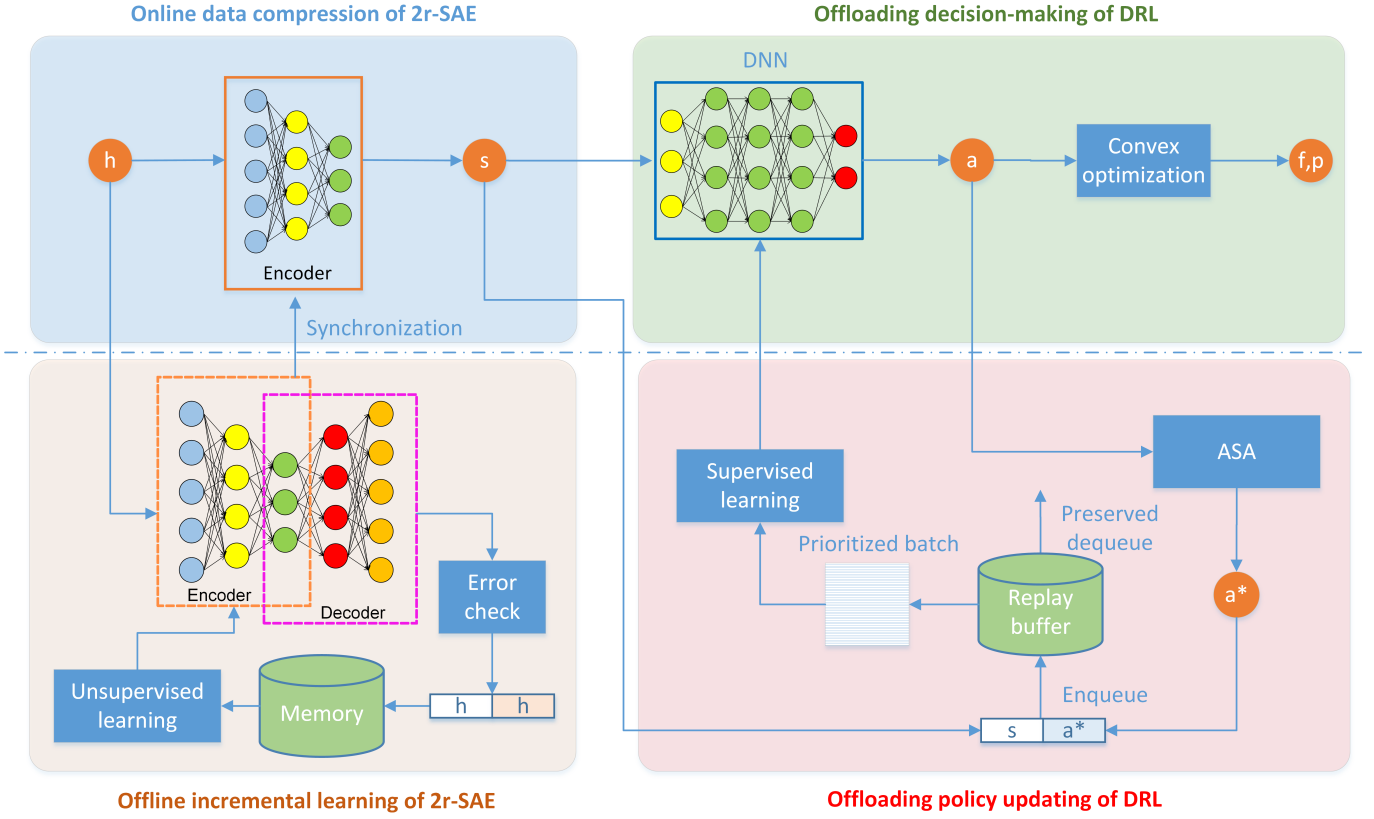 Online data compression of 2r-SAE
Offloading decision-making of DRL
DNN
h
Encoder
s
a
Convex
optimization
f,p
Synchronization
Encoder
Decoder
Error
check
Unsupervised
learning
Memory
h
h
Supervised
learning
Prioritized batch
Replay
buffer
Preserved
dequeue
ASA
a*
Enqueue
s
a*
Offline incremental learning of 2r-SAE
Offloading policy updating of DRL